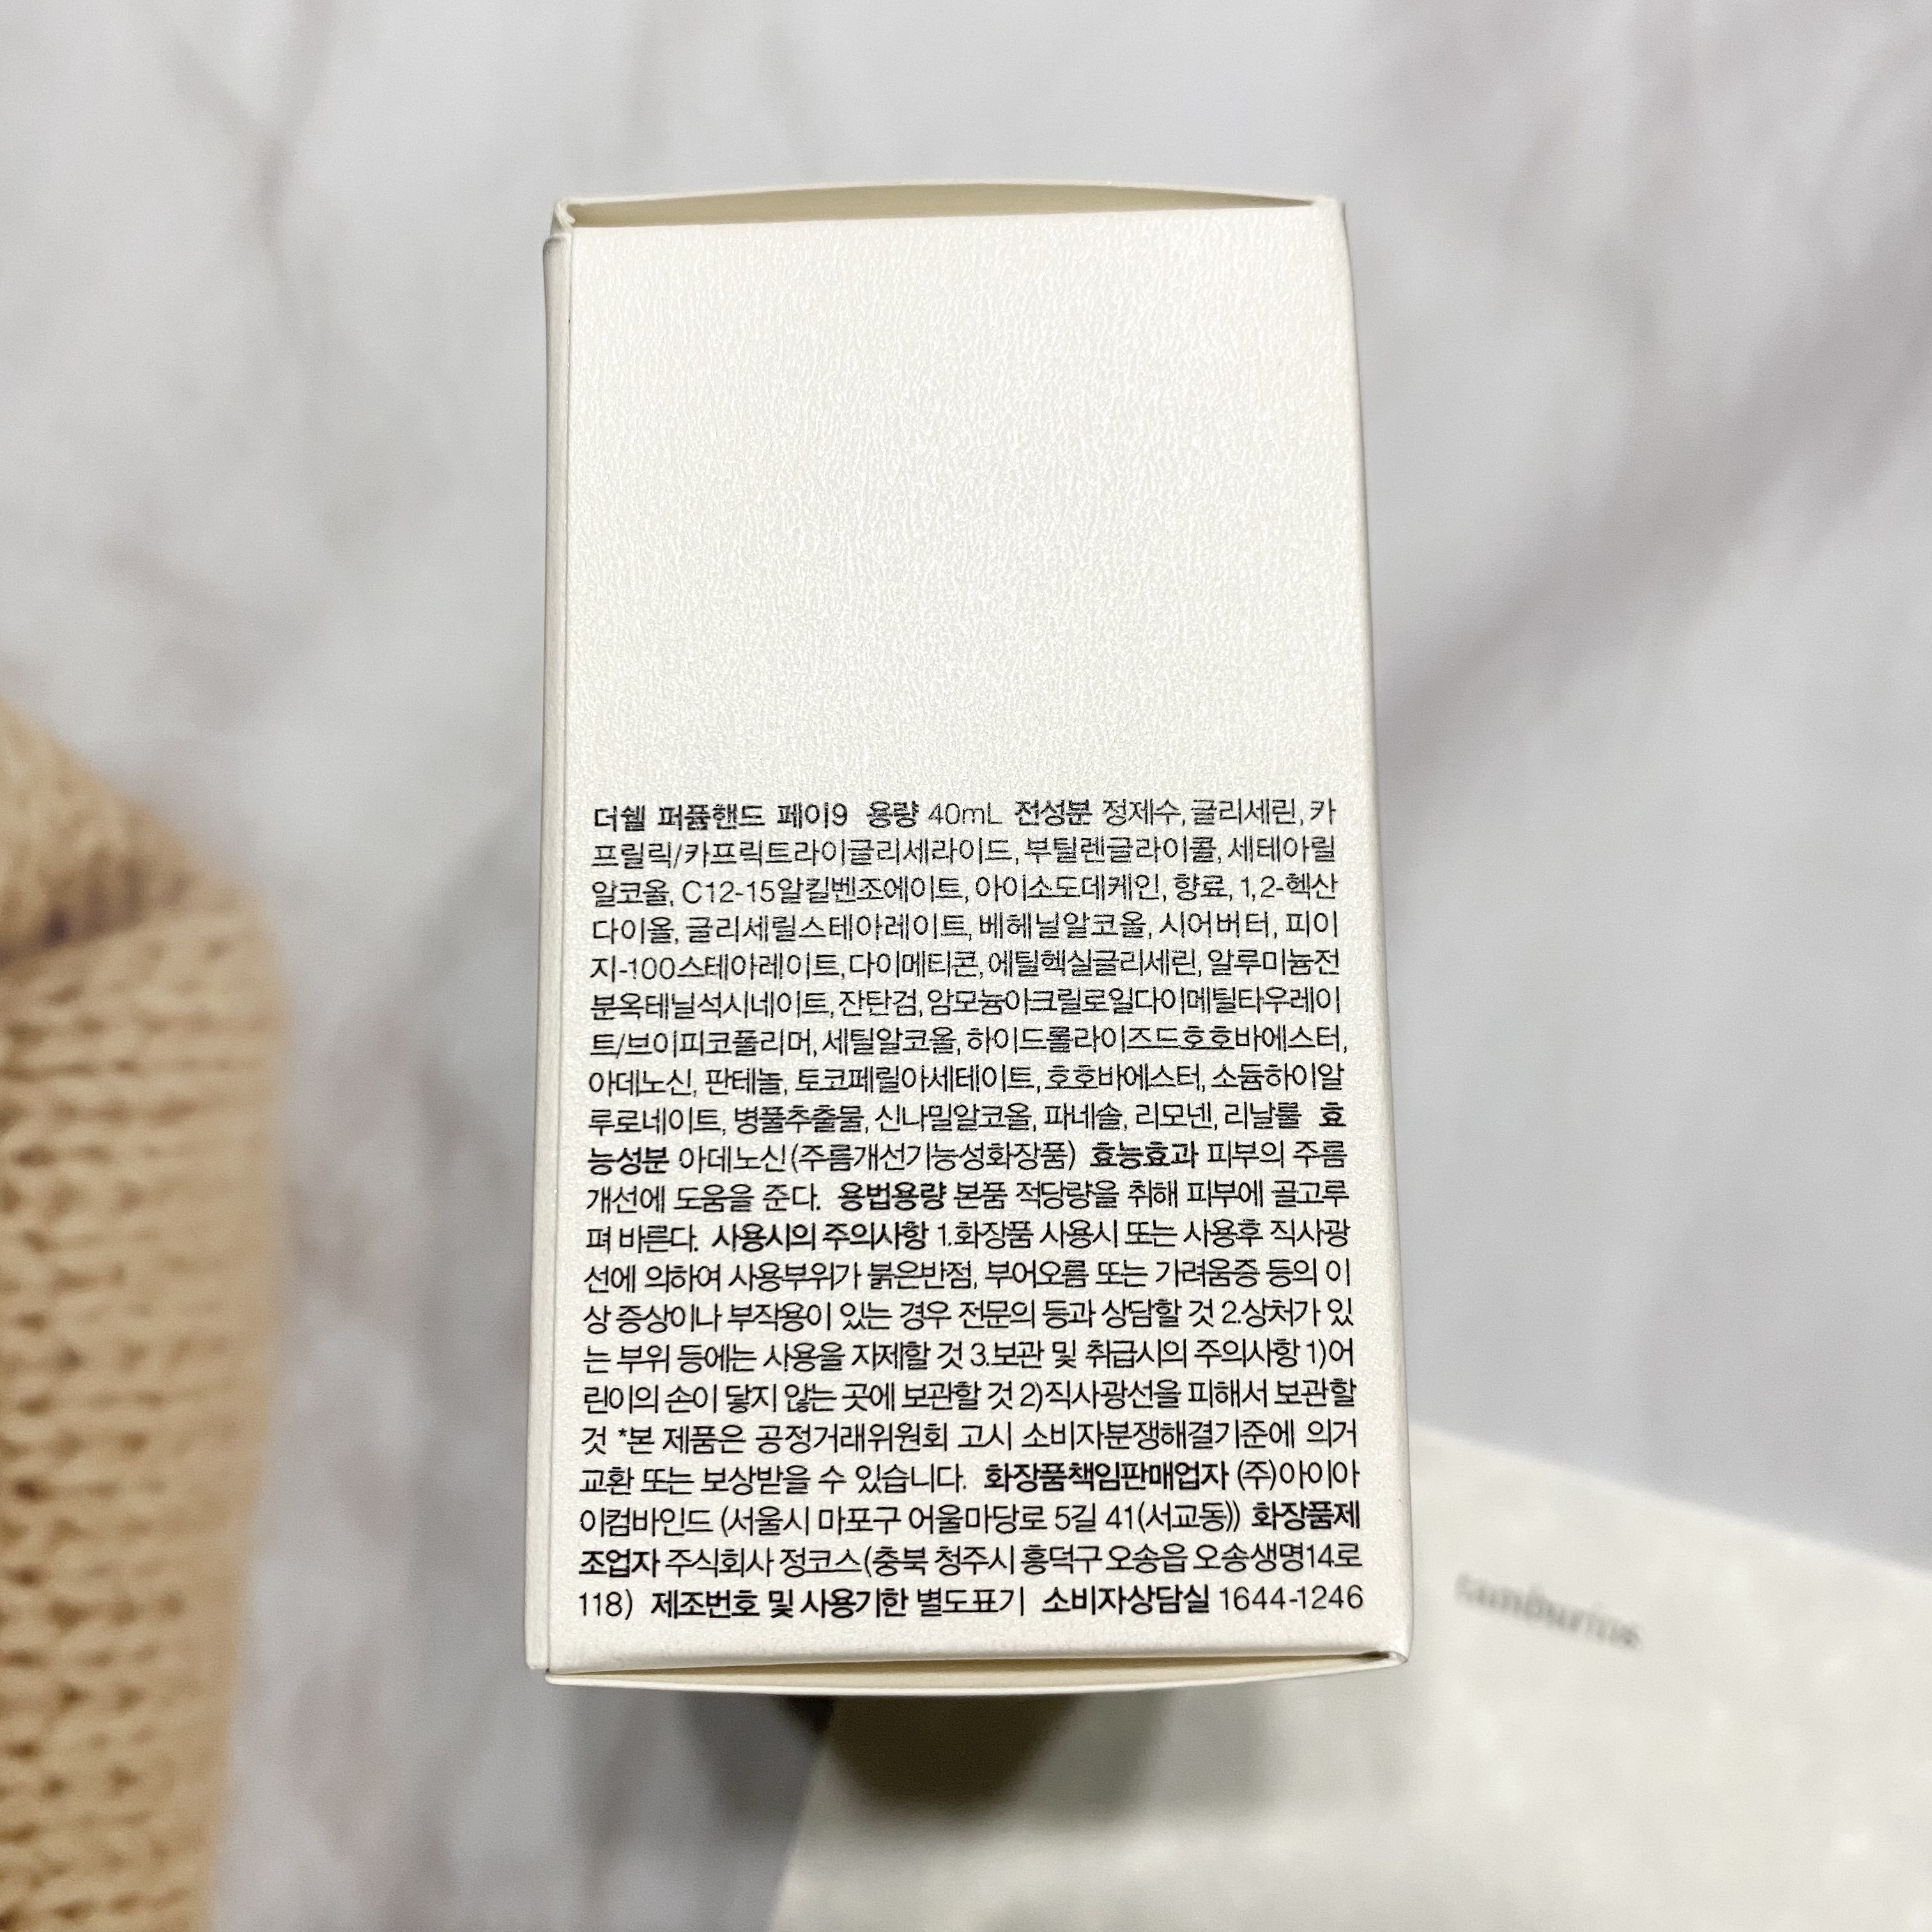 더쉘 퍼퓸핸드 페이9 용량 40mL 전성분 정제수, 글리세린, 카
프릴릭/카프릭트라이글리세라이드, 부틸렌글라이콜, 세테아릴
알코올, C12-15알킬벤조에이트, 아이소도데케인, 향료, 1,2-헥산
다이올, 글리세릴스테아레이트, 베헤닐알코올, 시어버터, 피이
지-100스테아레이트, 다이메티콘, 에틸헥실글리세린, 알루미늄전
분옥테닐석시네이트, 잔탄검, 암모늄아크릴로일다이메틸타우레이
트/브이피코폴리머, 세틸알코올, 하이드롤라이즈드호호바에스터,
아데노신, 판테놀, 토코페릴아세테이트, 호호바에스터, 소듐하이알
루로네이트, 병풀추출물, 신나밀알코올, 파네솔, 리모넨, 리날룰 효
능성분 아데노신(주름개선기능성화장품) 효능효과 피부의 주름
개선에 도움을 준다. 용법용량 본품 적당량을 취해 피부에 골고루
펴 바른다. 사용시의 주의사항 1.화장품 사용시 또는 사용후 직사광
선에 의하여 사용부위가 붉은반점, 부어오름 또는 가려움증 등의 이
상 증상이나 부작용이 있는 경우 전문의 등과 상담할 것 2.상처가 있
는 부위 등에는 사용을 자제할 것 3.보관 및 취급시의 주의사항 1)어
린이의 손이 닿지 않는 곳에 보관할 것 2)직사광선을 피해서 보관할
것 *본 제품은 공정거래위원회 고시 소비자분쟁해결기준에 의거
교환 또는 보상받을 수 있습니다. 화장품책임판매업자 (주)아이아
이컴바인드 (서울시 마포구 어울마당로 5길 41(서교동)) 화장품제
조업자 주식회사 정코스(충북 청주시 흥덕구 오송읍 오송생명14로
118) 제조번호 및 사용기한 별도표기 소비자상담실 1644-1246
tamburins